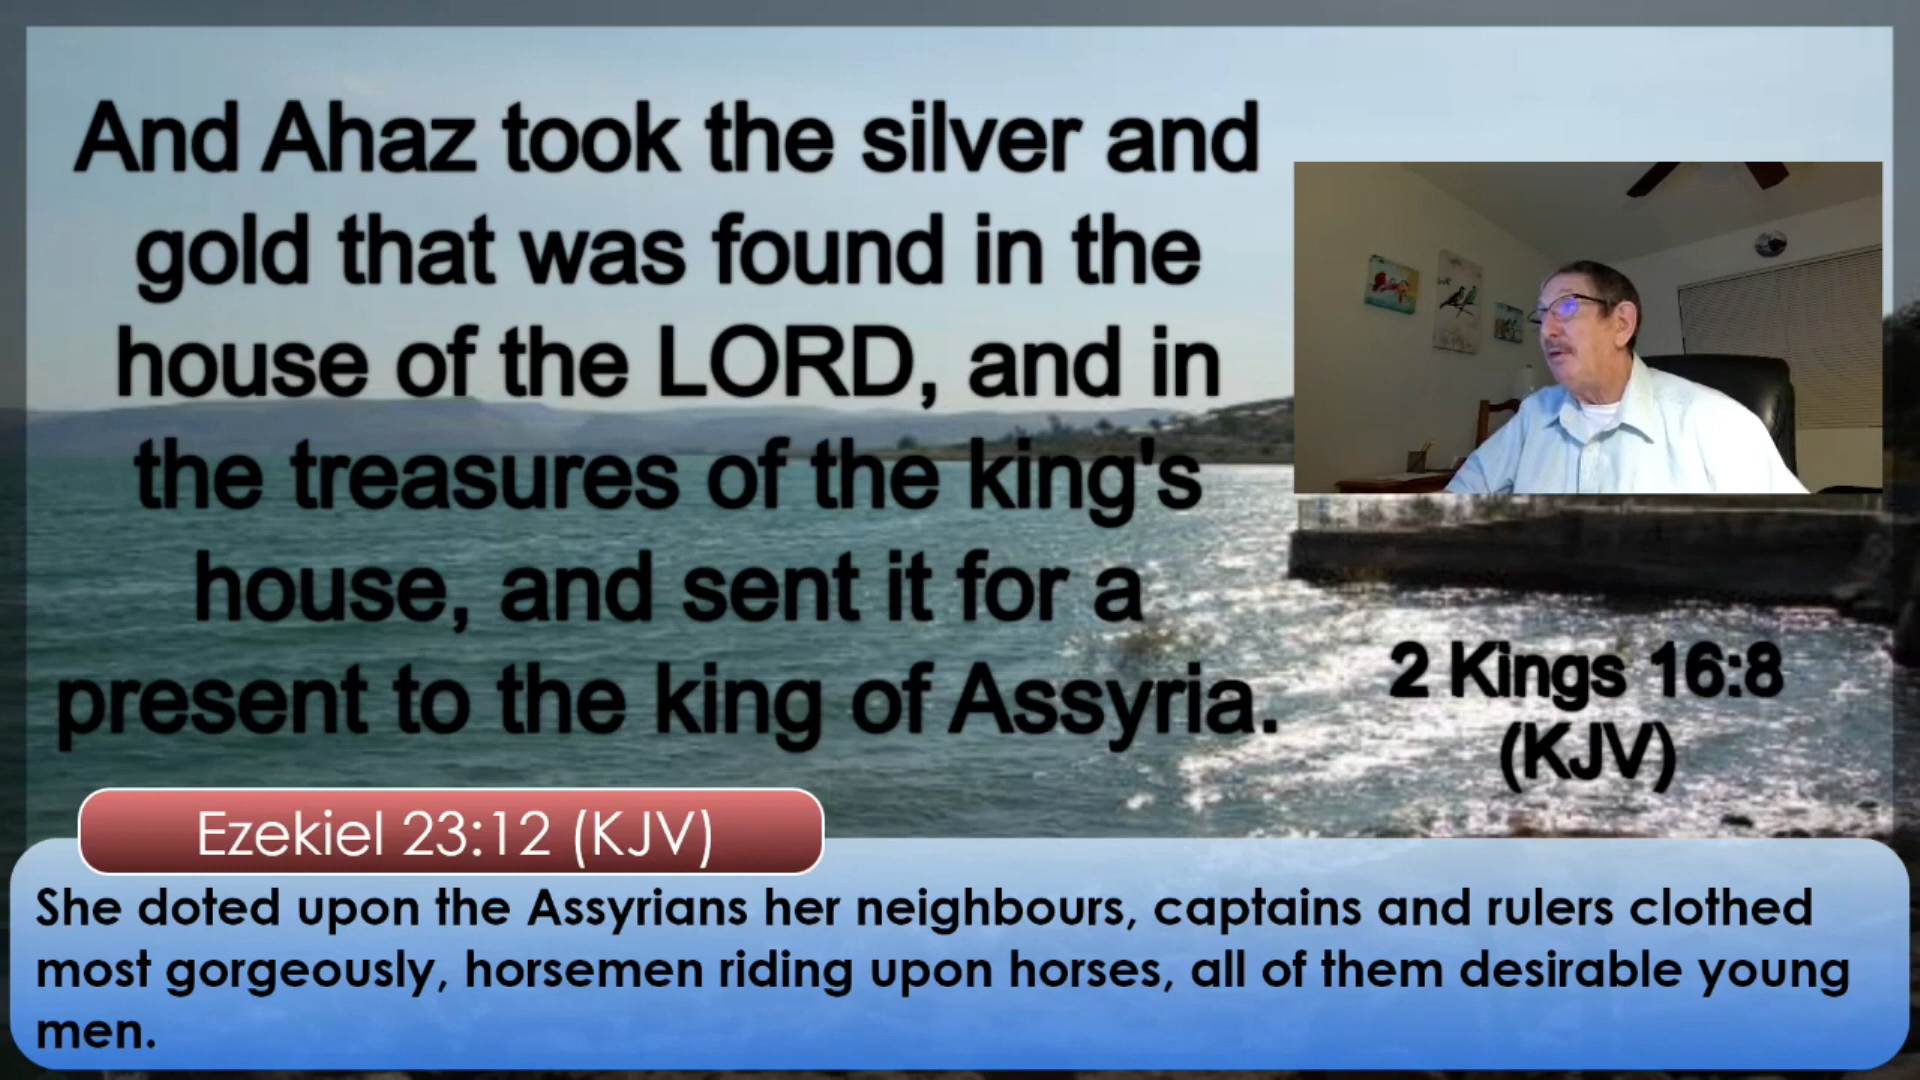 And Ahaz took the silver and
gold that was found in the
house of the LORD, and in
the treasures of the king's
house, and sent it for a
present to the king of Assyria.
2 Kings 16:8
(KJV)
Ezekiel 23:12 (KJV)
She doted upon the Assyrians her neighbours, captains and rulers clothed
most gorgeously, horsemen riding upon horses, all of them desirable young
men.